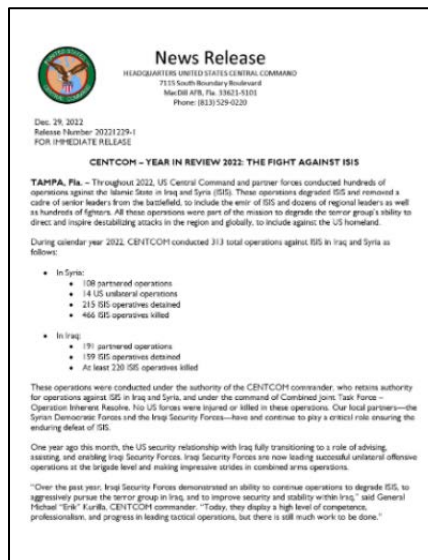 News Release
HEADQUARTERS UNITED STATES CENTRAL COMMAND
7115 South Boundary Boulevard
MacDill AFB, Fla. 33621-5101
Phone: (813) 529-0220
Dec. 29, 2022
Release Number 20221229-1
FOR IMMEDIATE RELEASE
CENTCOM – YEAR IN REVIEW 2022: THE FIGHT AGAINST ISIS
TAMPA, Fla. – Throughout 2022, US Central Command and partner forces conducted hundreds of
operations against the Islamic State in Iraq and Syria (ISIS). These operations degraded ISIS and removed a
cadre of senior leaders from the battlefield, to include the emir of ISIS and dozens of regional leaders as well
as hundreds of fighters. All these operations were part of the mission to degrade the terror group's ability to
direct and inspire destabilizing attacks in the region and globally, to include against the US homeland.
During calendar year 2022, CENTCOM conducted 313 total operations against ISIS in Iraq and Syria as
follows:
• In Syria:
• 108 partnered operations
• 14 US unilateral operations
• 215 ISIS operatives detained
• 466 ISIS operatives killed
• In Iraq:
• 191 partnered operations
• 159 ISIS operatives detained
• At least 220 ISIS operatives killed
These operations were conducted under the authority of the CENTCOM commander, who retains authority
for operations against ISIS in Iraq and Syria, and under the command of Combined Joint Task Force –
Operation Inherent Resolve. No US forces were injured or killed in these operations. Our local partners—the
Syrian Democratic Forces and the Iraqi Security Forces—have and continue to play a critical role ensuring the
enduring defeat of ISIS.
One year ago this month, the US security relationship with Iraq fully transitioning to a role of advising,
assisting, and enabling Iraqi Security Forces. Iraqi Security Forces are now leading successful unilateral offensive
operations at the brigade level and making impressive strides in combined arms operations.
"Over the past year, Iraqi Security Forces demonstrated an ability to continue operations to degrade ISIS, to
aggressively pursue the terror group in Iraq, and to improve security and stability within Iraq," said General
Michael "Erik" Kurilla, CENTCOM commander. "Today, they display a high level of competence,
professionalism, and progress in leading tactical operations, but there is still much work to be done."